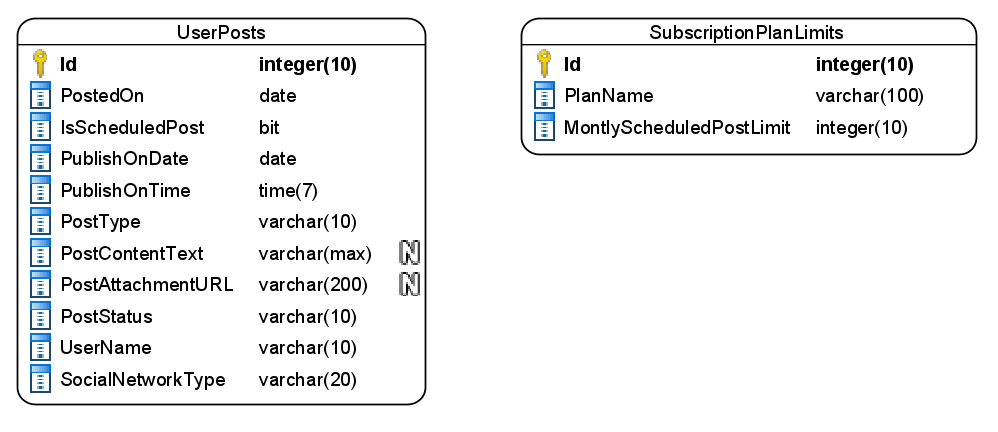 UserPosts
Id integer(10)
PostedOn date
IsScheduledPost bit
PublishOnDate date
PublishOnTime time(7)
PostType varchar(10)
PostContentText varchar(max) N
PostAttachmentURL varchar(200) N
PostStatus varchar(10)
UserName varchar(10)
SocialNetworkType varchar(20)
SubscriptionPlanLimits
Id integer(10)
PlanName varchar(100)
MontlyScheduledPostLimit integer(10)